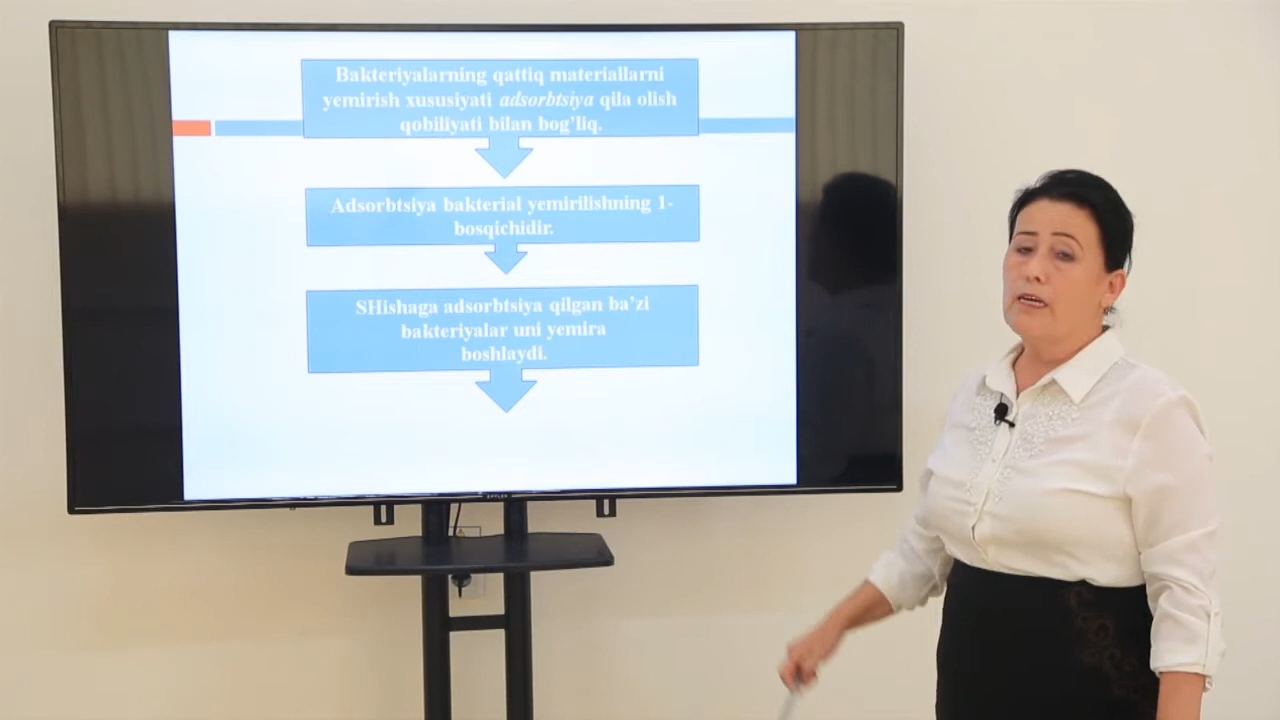 Bakteriyalarning qattiq materiallarni
yemirish xususiyati adsorbtsiya qila olish
qobiliyati bilan bog’liq.
Adsorbtsiya bakterial yemirilishning 1-
bosqichidir.
SHishaga adsorbtsiya qilgan ba’zi
bakteriyalar uni yemira
boshlaydi.